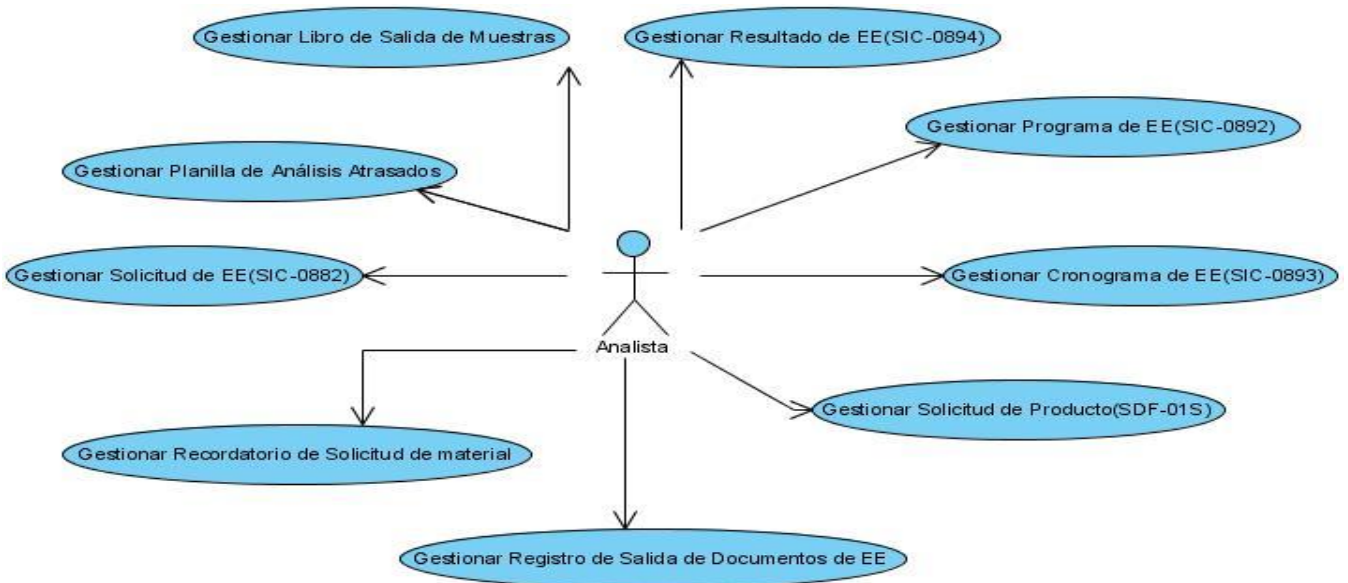 Gestionar Libro de Salida de Muestras
Gestionar Resultado de EE(SIC-0894)
Gestionar Programa de EE(SIC-0892)
Gestionar Planilla de Análisis Atrasados
Gestionar Solicitud de EE(SIC-0882)
Gestionar Cronograma de EE(SIC-0893)
Analista
Gestionar Solicitud de Producto(SDF-01S)
Gestionar Recordatorio de Solicitud de material
Gestionar Registro de Salida de Documentos de EE